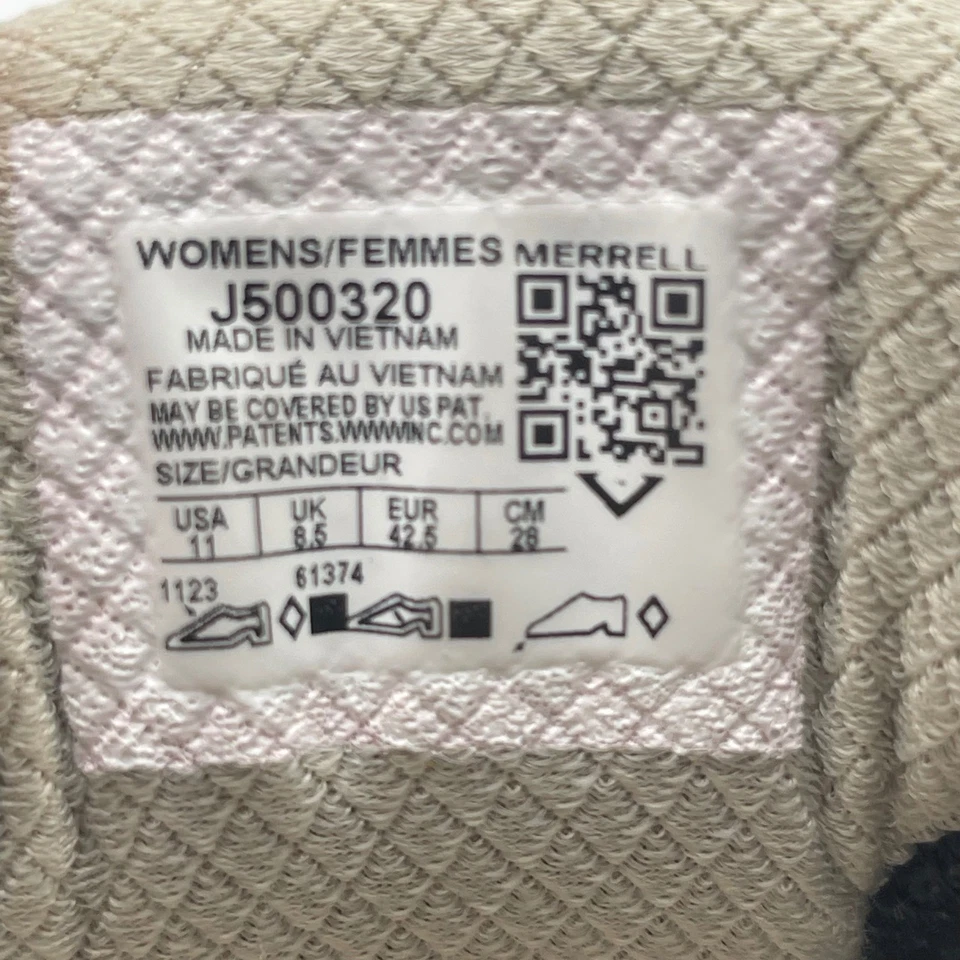 WOMENS/FEMMES MERRELL
J500320
MADE IN VIETNAM
FABRIQUÉ AU VIETNAM
MAY BE COVERED BY US PAT.
WWW.PATENTS.WWWINC.COM
SIZE/GRANDEUR
USA UK EUR CM
11 8.5 42.5 28
1123 61374